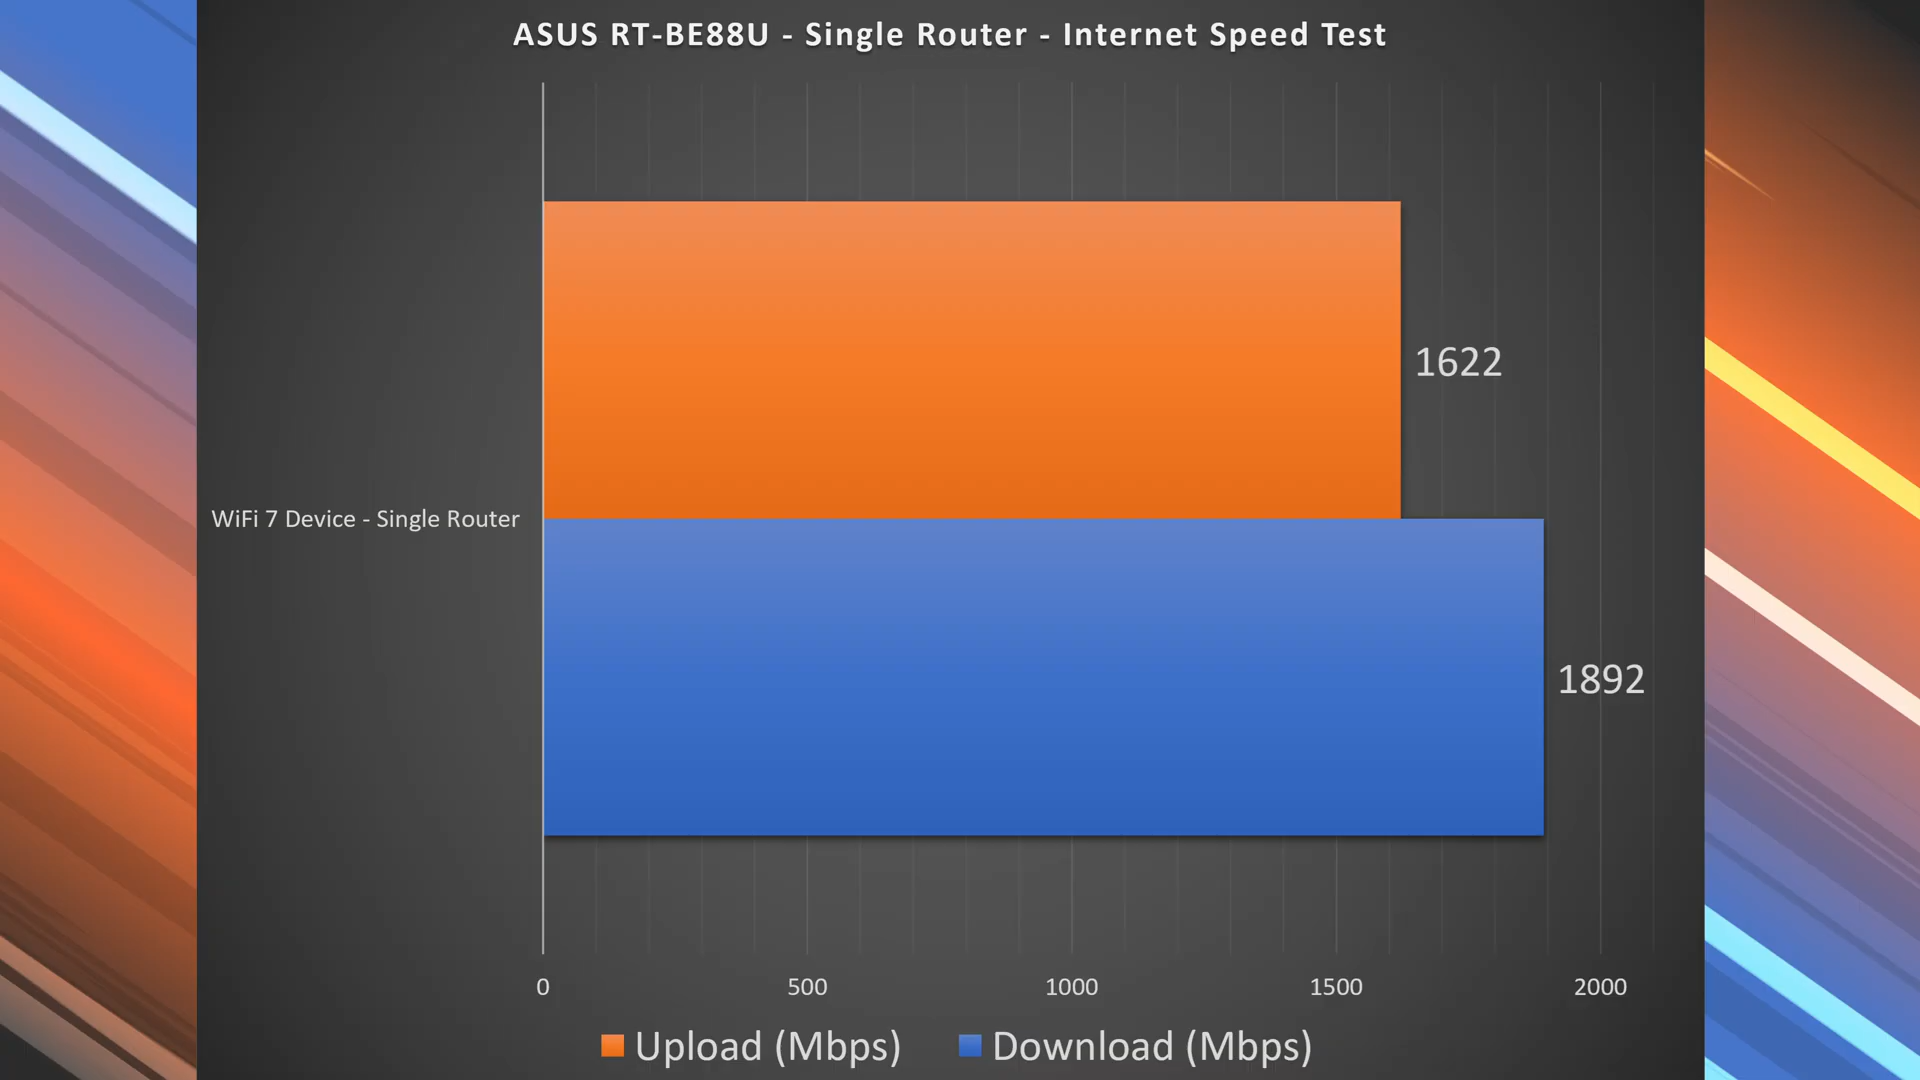 ASUS RT-BE88U - Single Router - Internet Speed Test
1622
WiFi 7 Device - Single Router
1892
0 500 1000 1500 2000
Upload (Mbps) Download (Mbps)